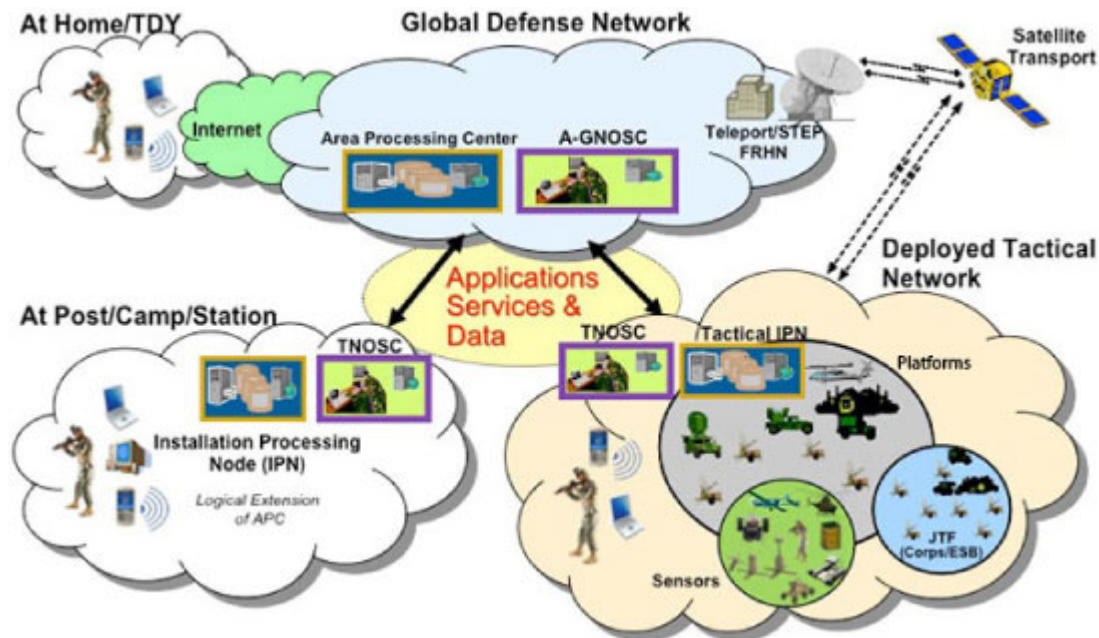 At Home/TDY
Global Defense Network
Satellite
Transport
Internet
Area Processing Center
A-GNOSC
Teleport/STEP
FRHN
Applications
Services &
Data
Deployed Tactical
Network
At Post/Camp/Station
TNOSC
TNOSC
Tactical IPN
Platforms
Installation Processing
Node (IPN)
Logical Extension
of APC
JTF
(Corps/ESB)
Sensors